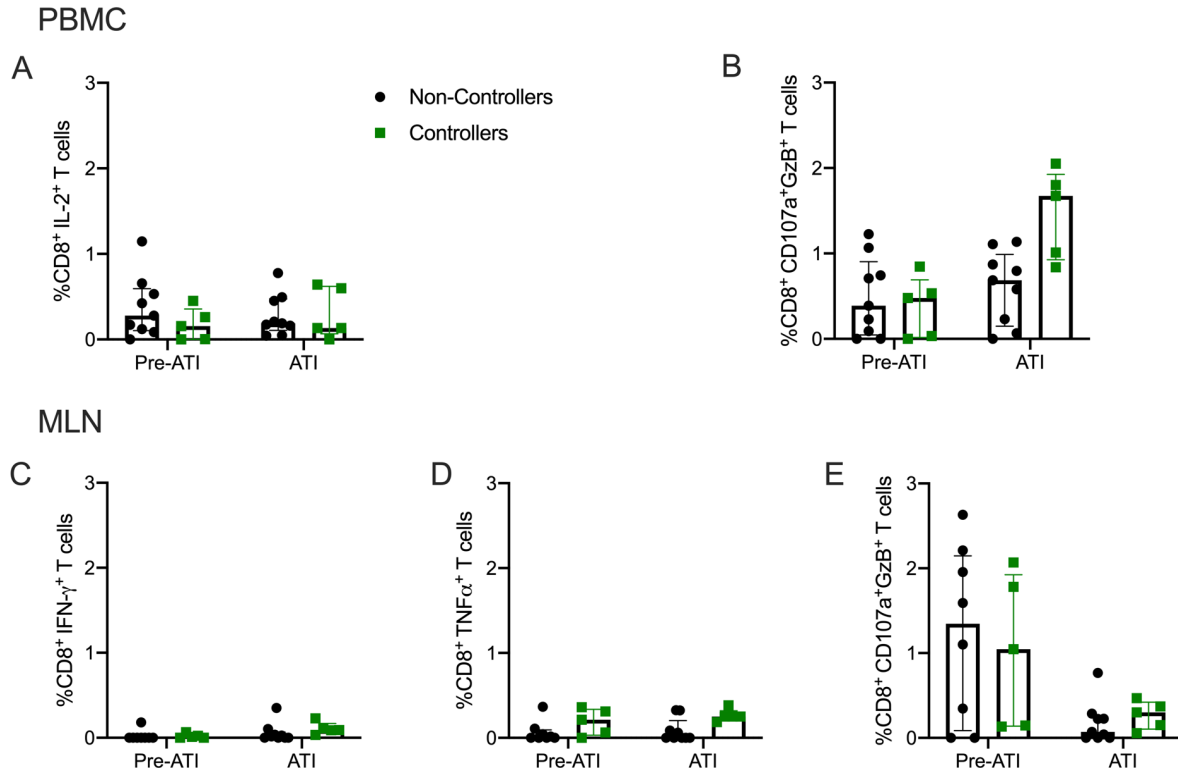 PBMC
A
%CD8⁺ IL-2⁺ T cells
3
2
1
0
Pre-ATI
ATI
Non-Controllers
Controllers
B
%CD8⁺ CD107a⁺GzB⁺ T cells
3
2
1
0
Pre-ATI
ATI
MLN
C
%CD8⁺ IFN-γ⁺ T cells
3
2
1
0
Pre-ATI
ATI
D
%CD8⁺ TNFα⁺ T cells
3
2
1
0
Pre-ATI
ATI
E
%CD8⁺ CD107a⁺GzB⁺ T cells
3
2
1
0
Pre-ATI
ATI